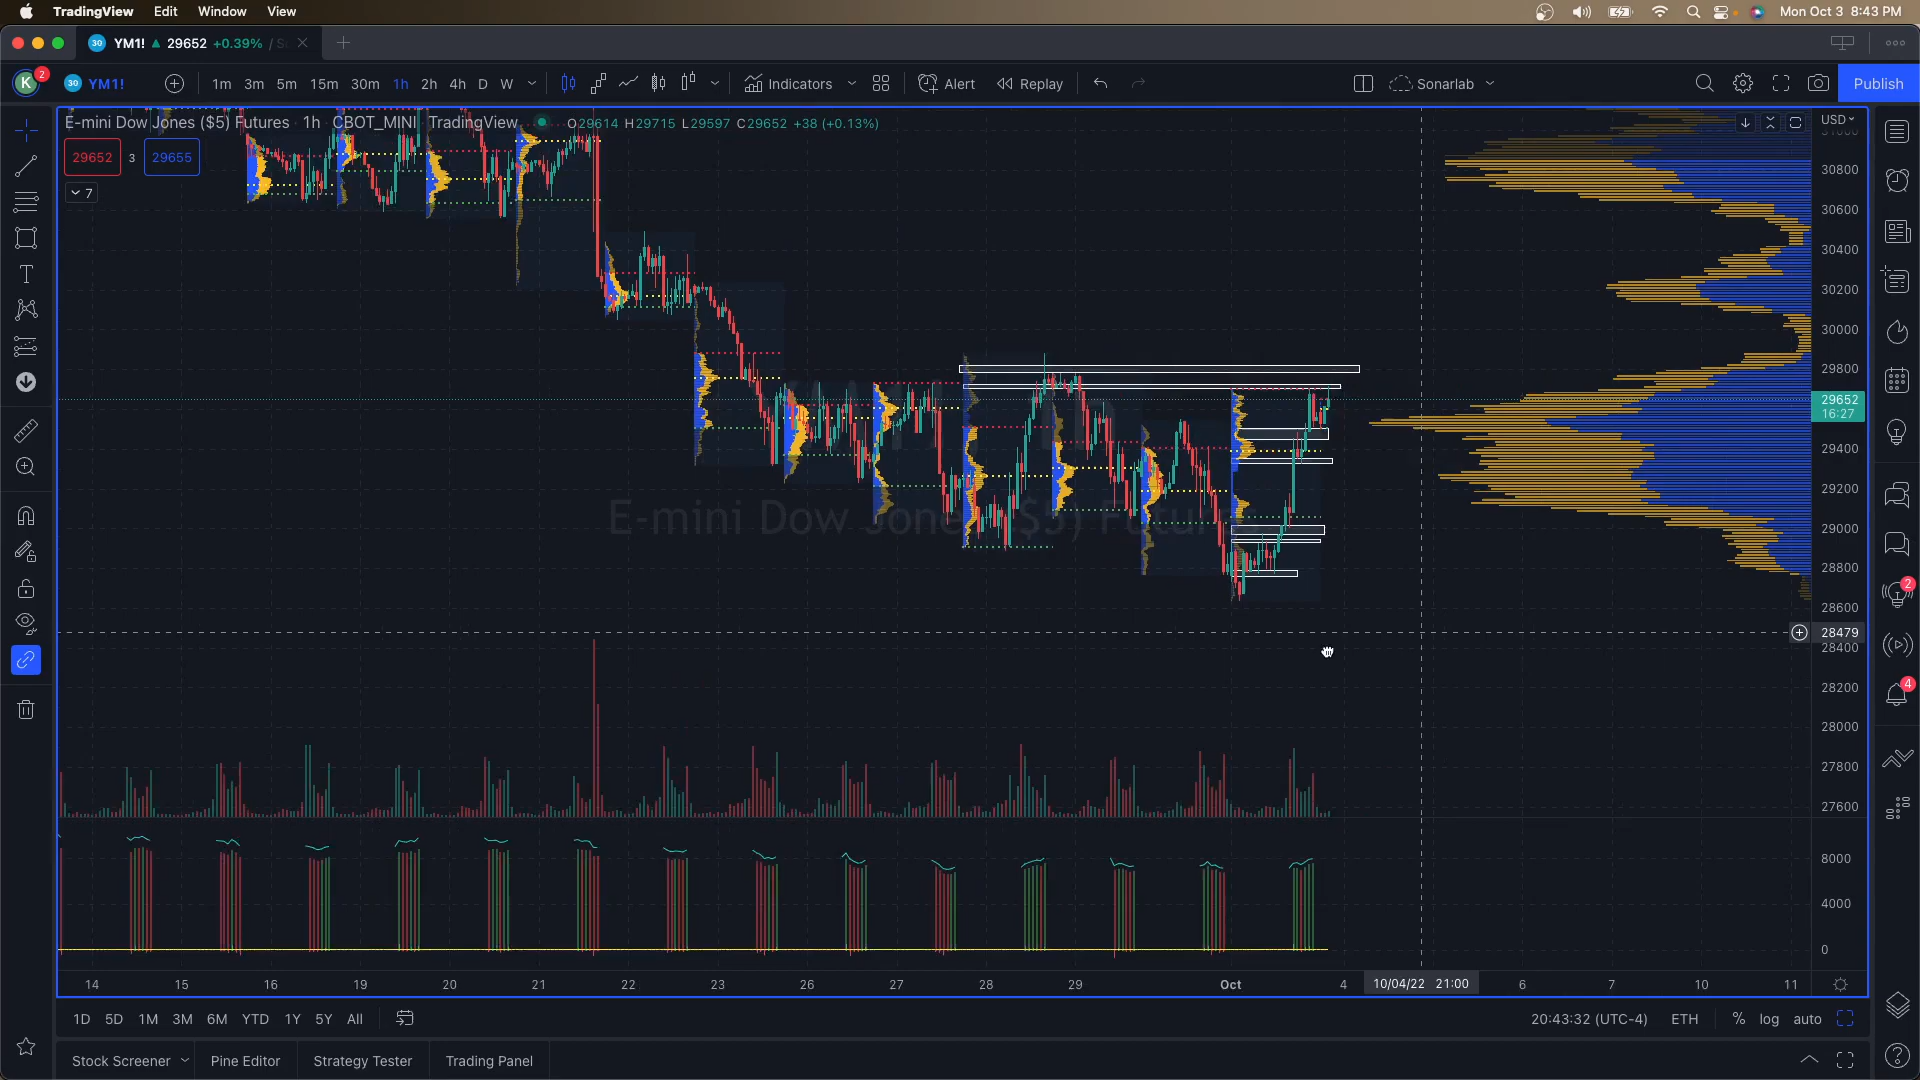 TradingView Edit Window View Mon Oct 3 8:43 PM
30 YM1! ▲ 29652 +0.39%
K 2 30 YM1! 1m 3m 5m 15m 30m 1h 2h 4h D W Indicators Alert Replay Sonarlab Publish
E-mini Dow Jones ($5) Futures · 1h · CBOT_MINI · TradingView O29614 H29715 L29597 C29652 +38 (+0.13%)
USD
29652 3 29655
7
30800
30600
30400
30200
30000
29800
29652
16:27
29400
29200
29000
28800
28600
28479
28400
28200
28000
27800
27600
8000
4000
0
2
4
E-mini Dow Jones ($5) Futures
14 15 16 19 20 21 22 23 26 27 28 29 Oct 4 10/04/22 21:00 6 7 10 11
1D 5D 1M 3M 6M YTD 1Y 5Y All 20:43:32 (UTC-4) ETH % log auto
Stock Screener Pine Editor Strategy Tester Trading Panel